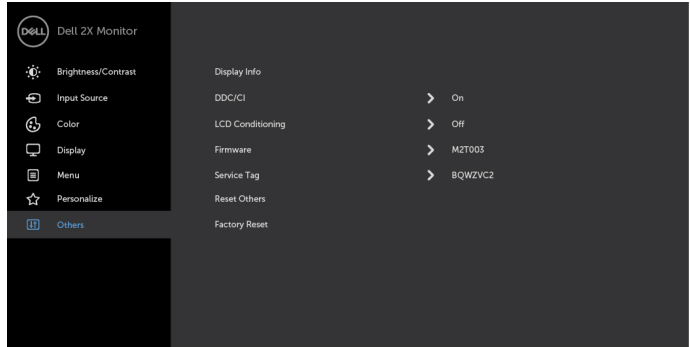 DELL
Dell 2X Monitor
Brightness/Contrast
Input Source
Color
Display
Menu
Personalize
Others
Display Info
DDC/CI On
LCD Conditioning Off
Firmware M2T003
Service Tag BQWZVC2
Reset Others
Factory Reset